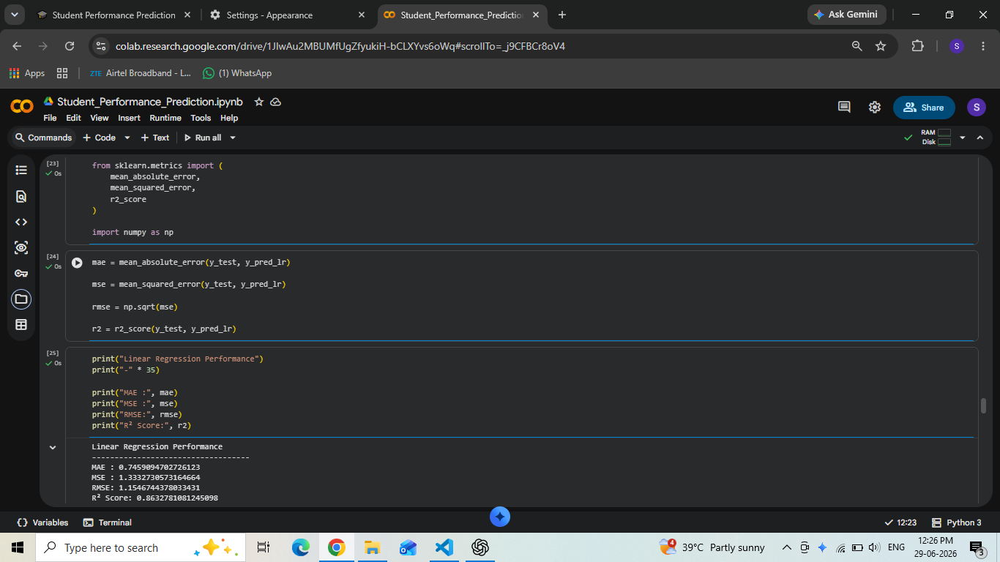 Student Performance Prediction
Settings - Appearance
Student_Performance_Predictio
Ask Gemini
colab.research.google.com/drive/1JIwAu2MBUMfUgZfyukiH-bCLXYvs6oWq#scrollTo=_j9CFBCr8oV4
S
Apps
ZTE Airtel Broadband - L...
(1) WhatsApp
Student_Performance_Prediction.ipynb
File Edit View Insert Runtime Tools Help
Share
S
Commands + Code + Text Run all
RAM
Disk
[23]
0s
from sklearn.metrics import (
    mean_absolute_error,
    mean_squared_error,
    r2_score
)
import numpy as np
[24]
0s
mae = mean_absolute_error(y_test, y_pred_lr)
mse = mean_squared_error(y_test, y_pred_lr)
rmse = np.sqrt(mse)
r2 = r2_score(y_test, y_pred_lr)
[25]
0s
print("Linear Regression Performance")
print("-" * 35)
print("MAE :", mae)
print("MSE :", mse)
print("RMSE:", rmse)
print("R² Score:", r2)
Linear Regression Performance
-----------------------------------
MAE : 0.7459094702726123
MSE : 1.3332730573164664
RMSE: 1.1546744378033431
R² Score: 0.8632781081245098
Variables
Terminal
12:23
Python 3
Type here to search
4
39°C Partly sunny
ENG
12:26 PM
29-06-2026
3